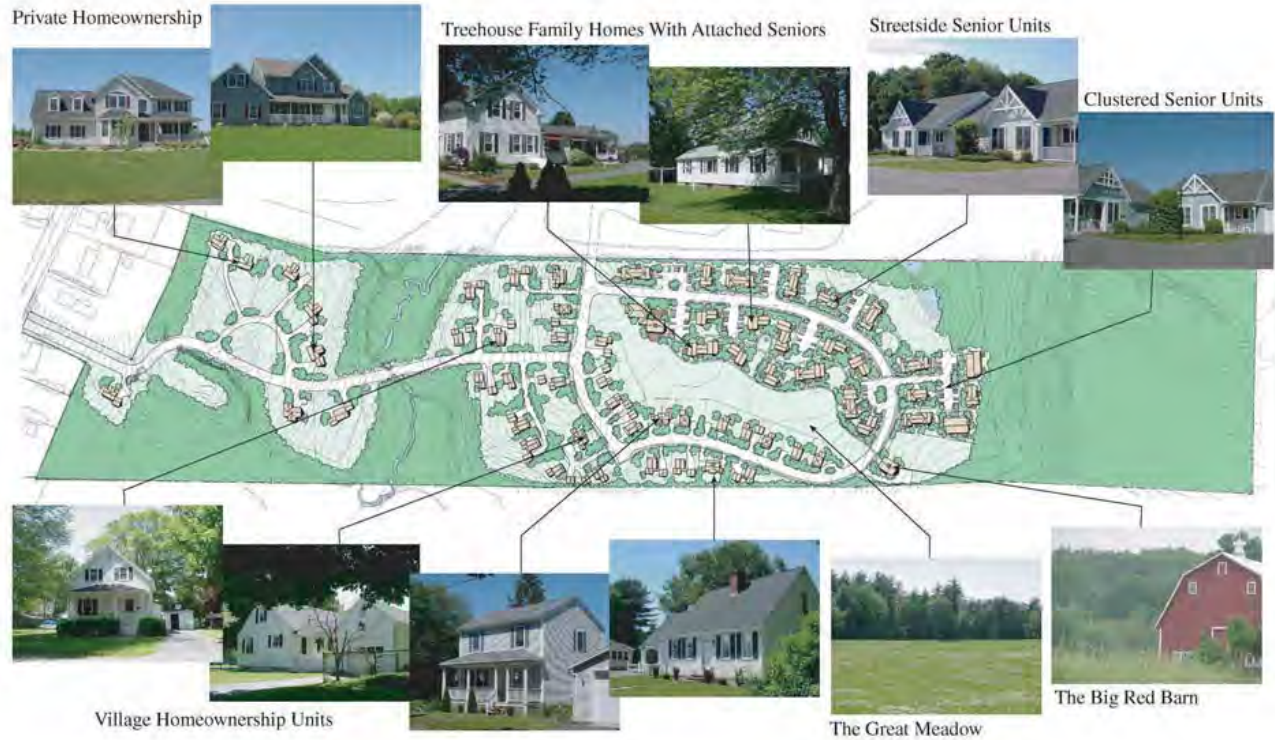 Private Homeownership
Treehouse Family Homes With Attached Seniors
Streetside Senior Units
Clustered Senior Units
Village Homeownership Units
The Great Meadow
The Big Red Barn